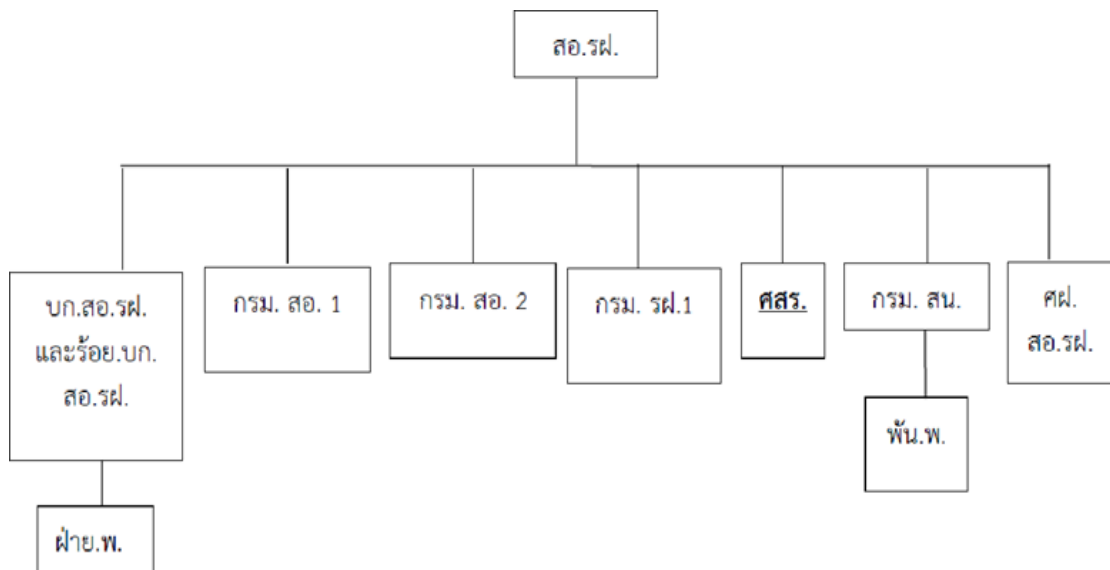 สอ.รฝ.
บก.สอ.รฝ.
และร้อย.บก.
สอ.รฝ.
กรม. สอ. 1
กรม. สอ. 2
กรม. รฝ.1
ศสร.
กรม. สน.
ศฝ.
สอ.รฝ.
พัน.พ.
ฝ่าย.พ.